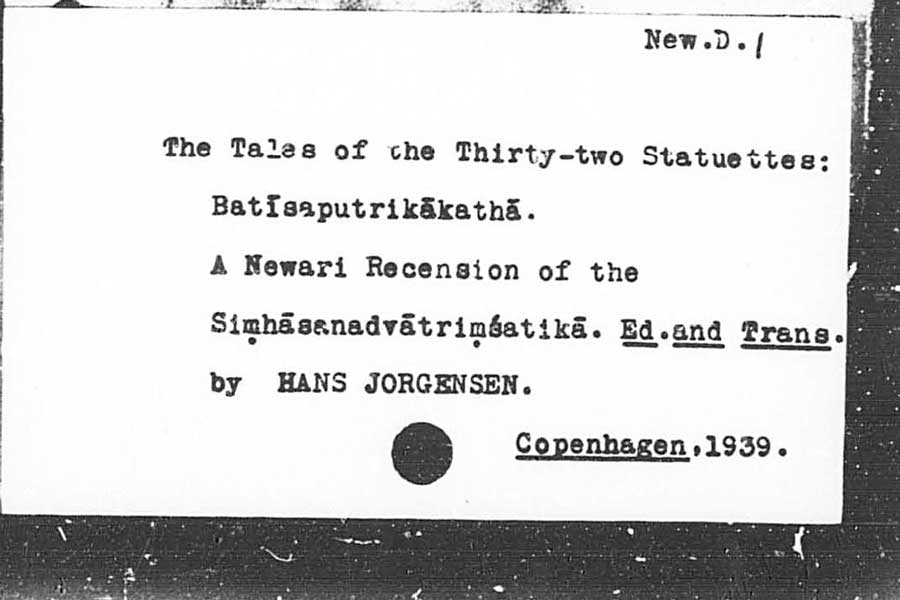 New.D.1
The Tales of the Thirty-two Statuettes:
Batīsaputrikākathā.
A Newari Recension of the
Siṃhāsanadvātriṃśatikā. Ed.and Trans.
by HANS JORGENSEN.
Copenhagen,1939.